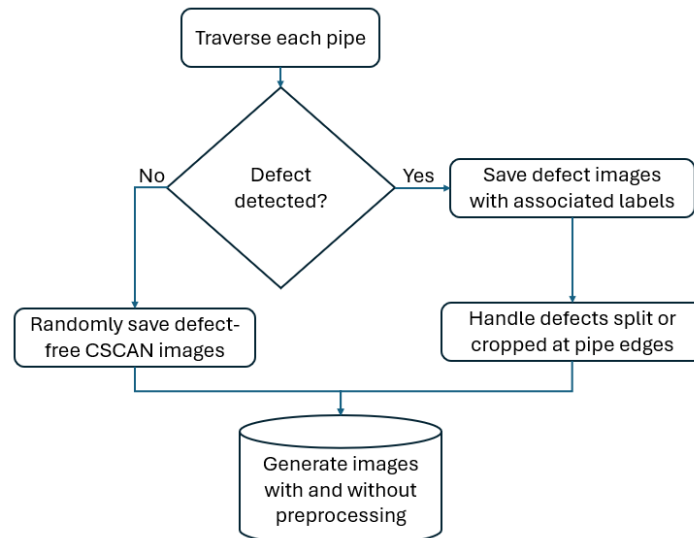 Traverse each pipe
Defect
detected?
No
Yes
Save defect images
with associated labels
Randomly save defect-
free CSCAN images
Handle defects split or
cropped at pipe edges
Generate images
with and without
preprocessing